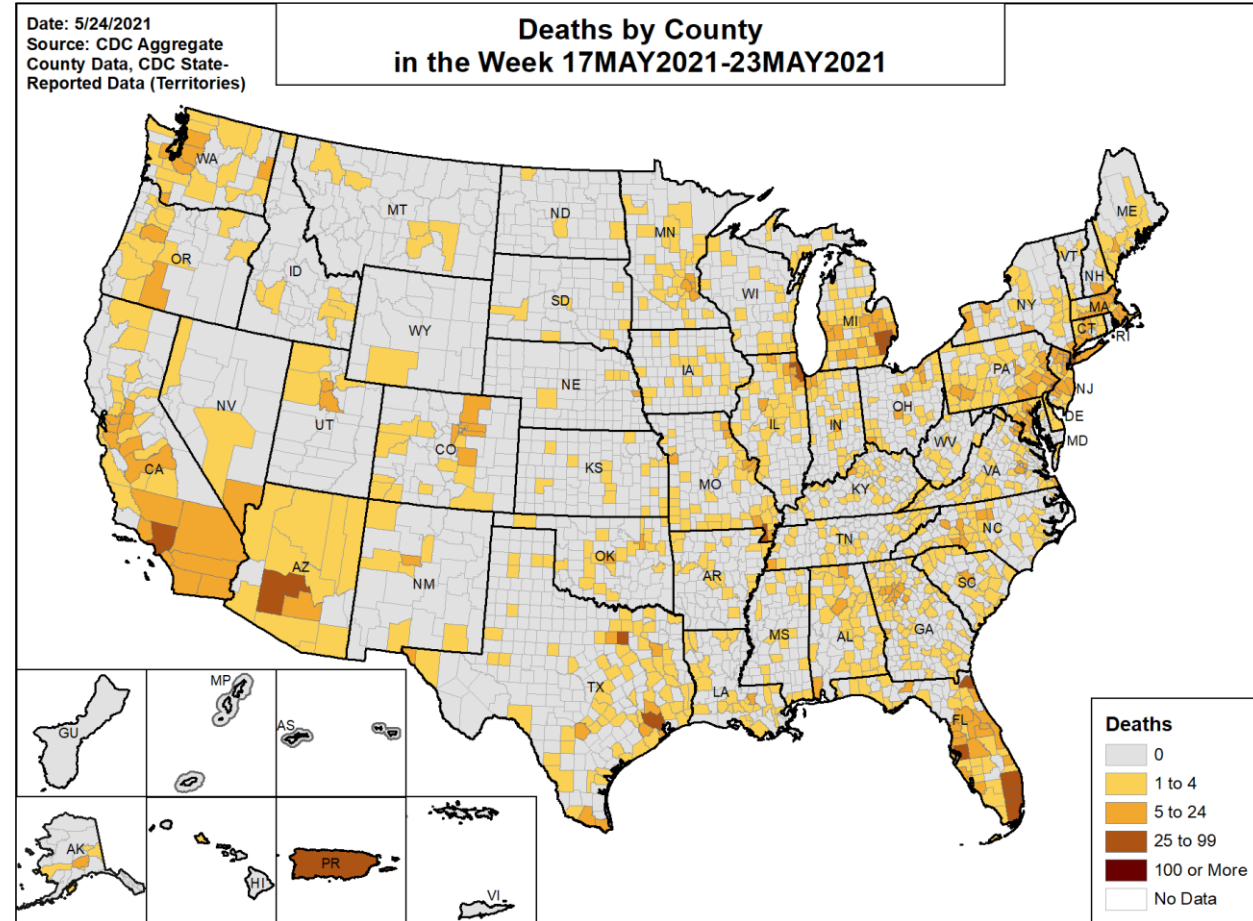 Date: 5/24/2021
Source: CDC Aggregate
County Data, CDC State-
Reported Data (Territories)
Deaths by County
in the Week 17MAY2021-23MAY2021
WA
MT
ND
MN
ME
OR
ID
SD
WI
MI
VT
NH
NY
MA
CT
RI
WY
NE
IA
PA
NJ
NV
UT
CO
IL
IN
OH
DE
MD
CA
KS
MO
WV
VA
KY
AZ
NM
OK
AR
TN
NC
SC
TX
LA
MS
AL
GA
FL
GU
MP
AS
AK
HI
PR
VI
Deaths
0
1 to 4
5 to 24
25 to 99
100 or More
No Data